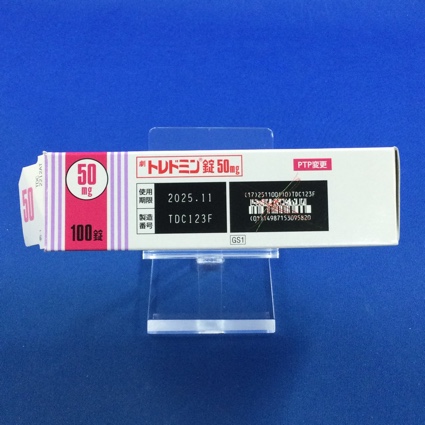 50
mg
100錠
50
mg
劇 トレドミン®錠50mg
PTP変更
使用
期限
2025.11
製造
番号
TDC123F
(17)251100(10)TDC123F
(01)14987153095820
GS1